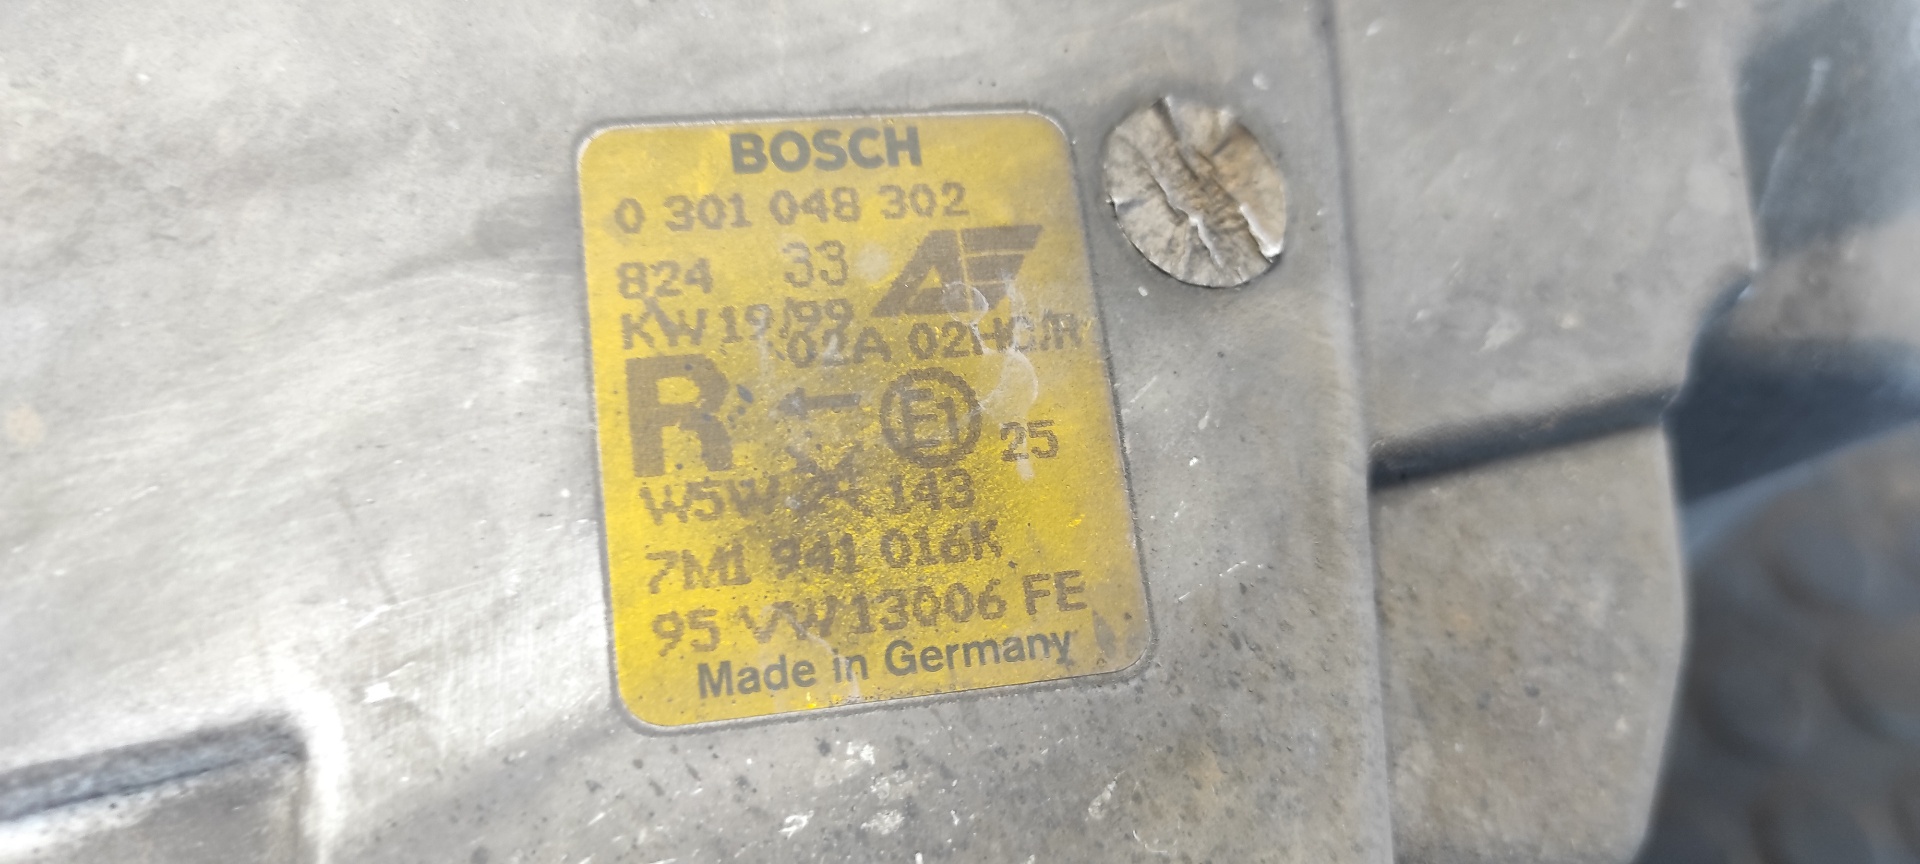 BOSCH
0 301 048 302
824 33
KW19/99
02A 02HC/R
R ← E1 25
W5W 143
7M1 941 016K
95 VW13006 FE
Made in Germany